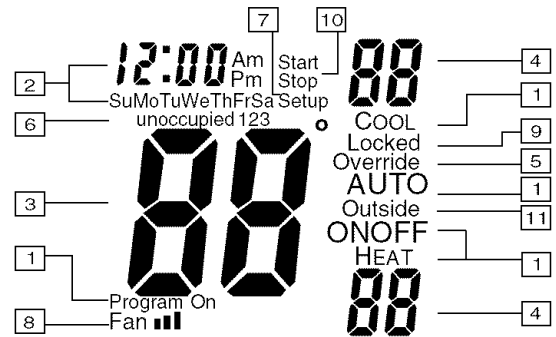 7 10
2 12:00 Am Pm Start Stop 88 4
SuMoTuWeThFrSa Setup
6 unoccupied 123 ° COOL 1
Locked 9
Override 5
3 88 AUTO 1
Outside 11
ONOFF
1 Program On HEAT 1
8 Fan 88 4